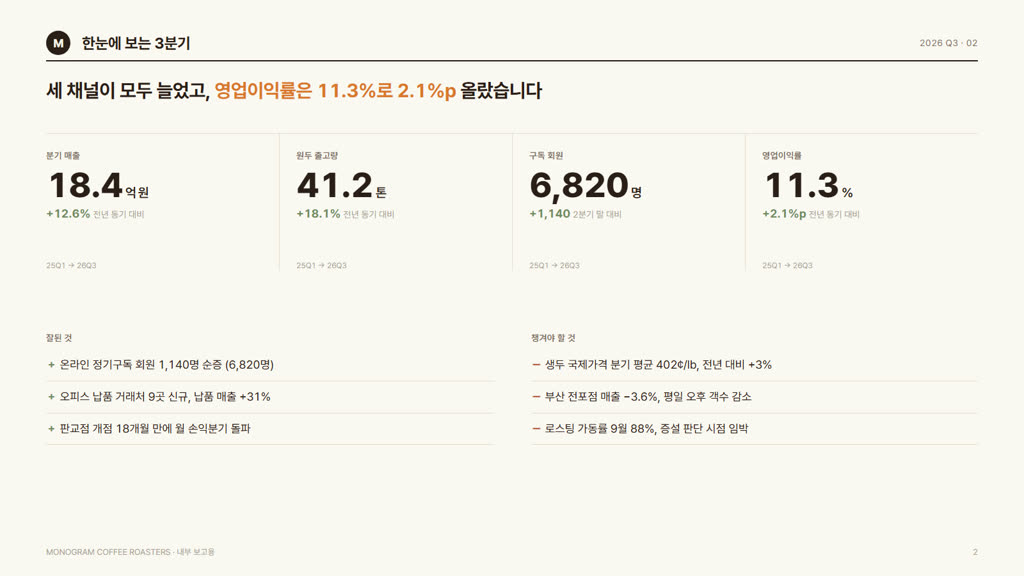 M 한눈에 보는 3분기
2026 Q3 · 02
세 채널이 모두 늘었고, 영업이익률은 11.3%로 2.1%p 올랐습니다
분기 매출
18.4억원
+12.6% 전년 동기 대비
25Q1 → 26Q3
원두 출고량
41.2톤
+18.1% 전년 동기 대비
25Q1 → 26Q3
구독 회원
6,820명
+1,140 2분기 말 대비
25Q1 → 26Q3
영업이익률
11.3%
+2.1%p 전년 동기 대비
25Q1 → 26Q3
잘된 것
+ 온라인 정기구독 회원 1,140명 순증 (6,820명)
+ 오피스 납품 거래처 9곳 신규, 납품 매출 +31%
+ 판교점 개점 18개월 만에 월 손익분기 돌파
챙겨야 할 것
− 생두 국제가격 분기 평균 402¢/lb, 전년 대비 +3%
− 부산 전포점 매출 −3.6%, 평일 오후 객수 감소
− 로스팅 가동률 9월 88%, 증설 판단 시점 임박
MONOGRAM COFFEE ROASTERS · 내부 보고용
2